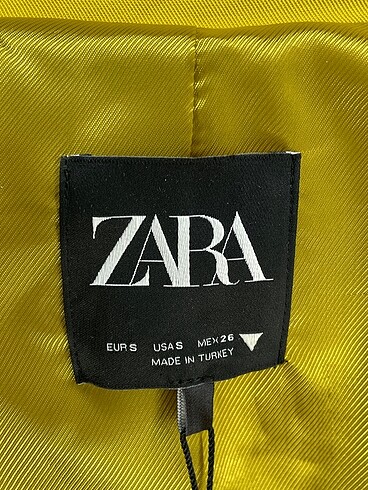 ZARA
EUR S USA S MEX 26
MADE IN TURKEY